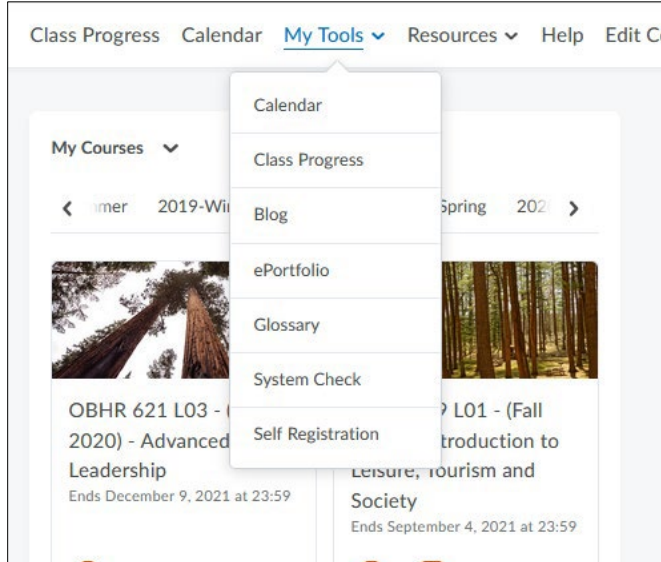 Class Progress Calendar My Tools Resources Help Edit
Calendar
My Courses
Class Progress
2019-
Blog
Spring
ePortfolio
Glossary
System Check
Self Registration
OBHR 621 L03 - (
2020) - Advanced
Leadership
Ends December 9, 2021 at 23:59
L01 - (Fall
to
Leisure, Tourism and
Society
Ends September 4, 2021 at 23:59